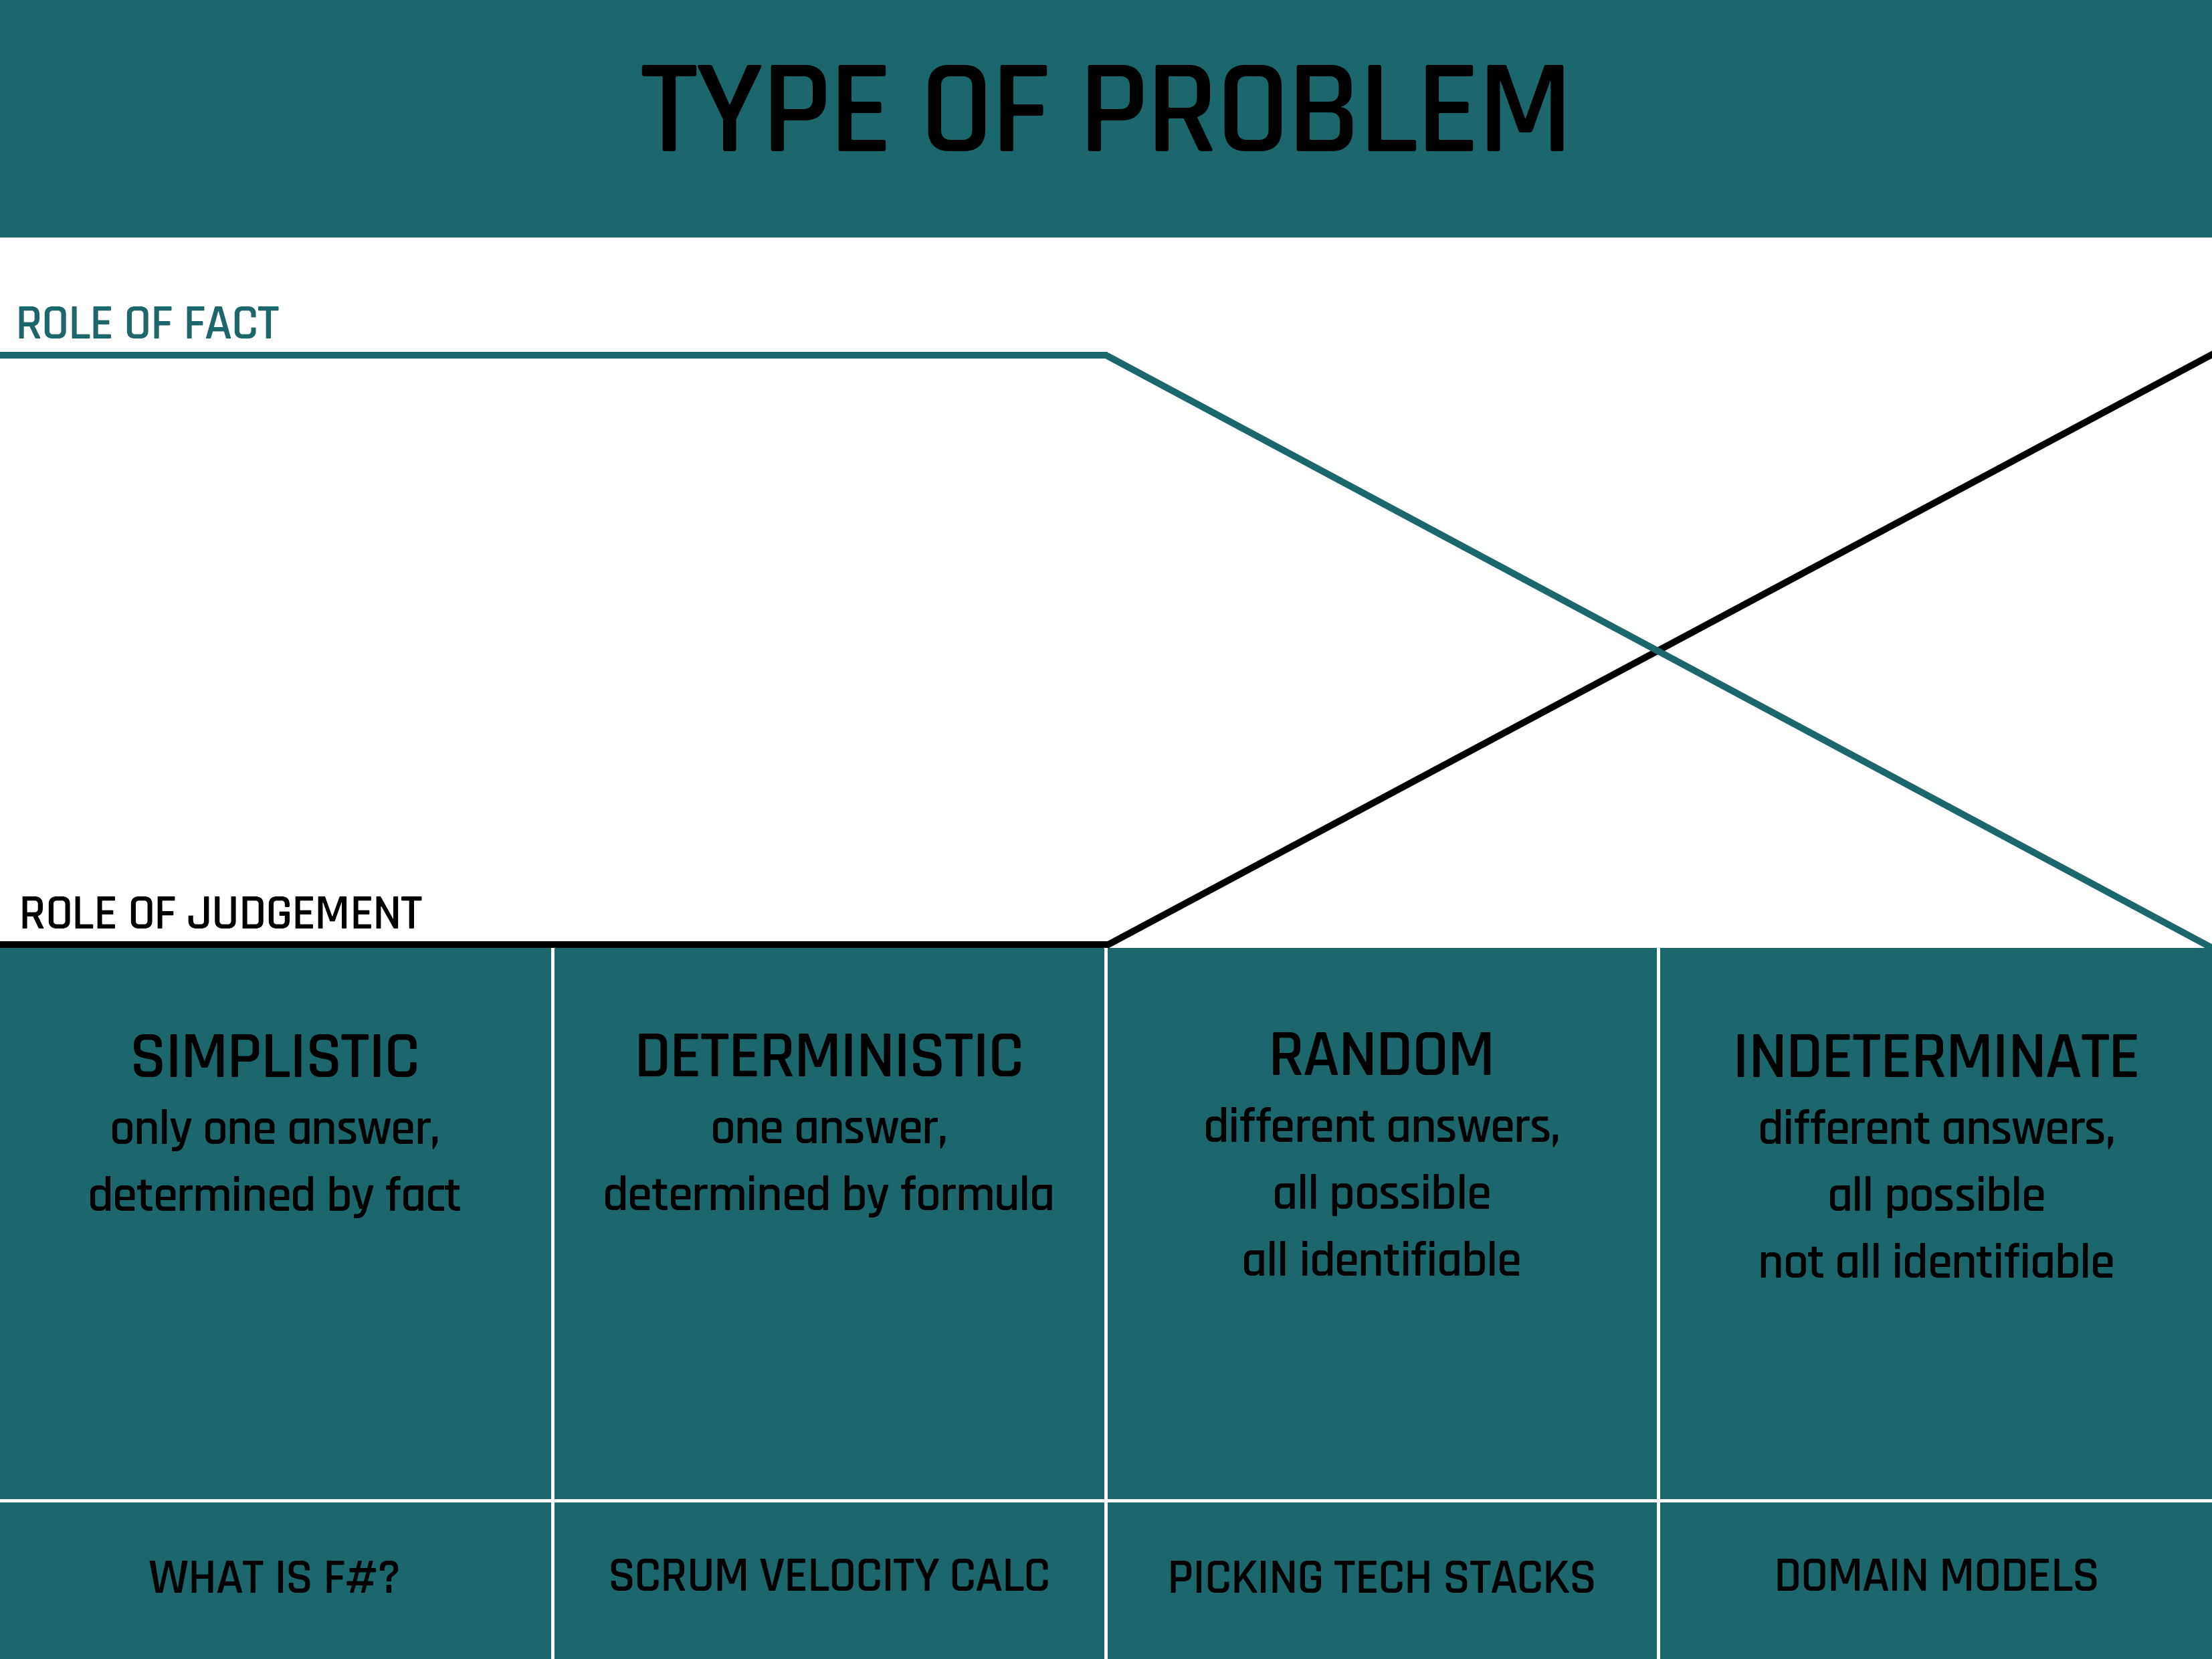 TYPE OF PROBLEM
ROLE OF FACT
ROLE OF JUDGEMENT
SIMPLISTIC
only one answer,
determined by fact
DETERMINISTIC
one answer,
determined by formula
RANDOM
different answers,
all possible
all identifiable
INDETERMINATE
different answers,
all possible
not all identifiable
WHAT IS F#?
SCRUM VELOCITY CALC
PICKING TECH STACKS
DOMAIN MODELS